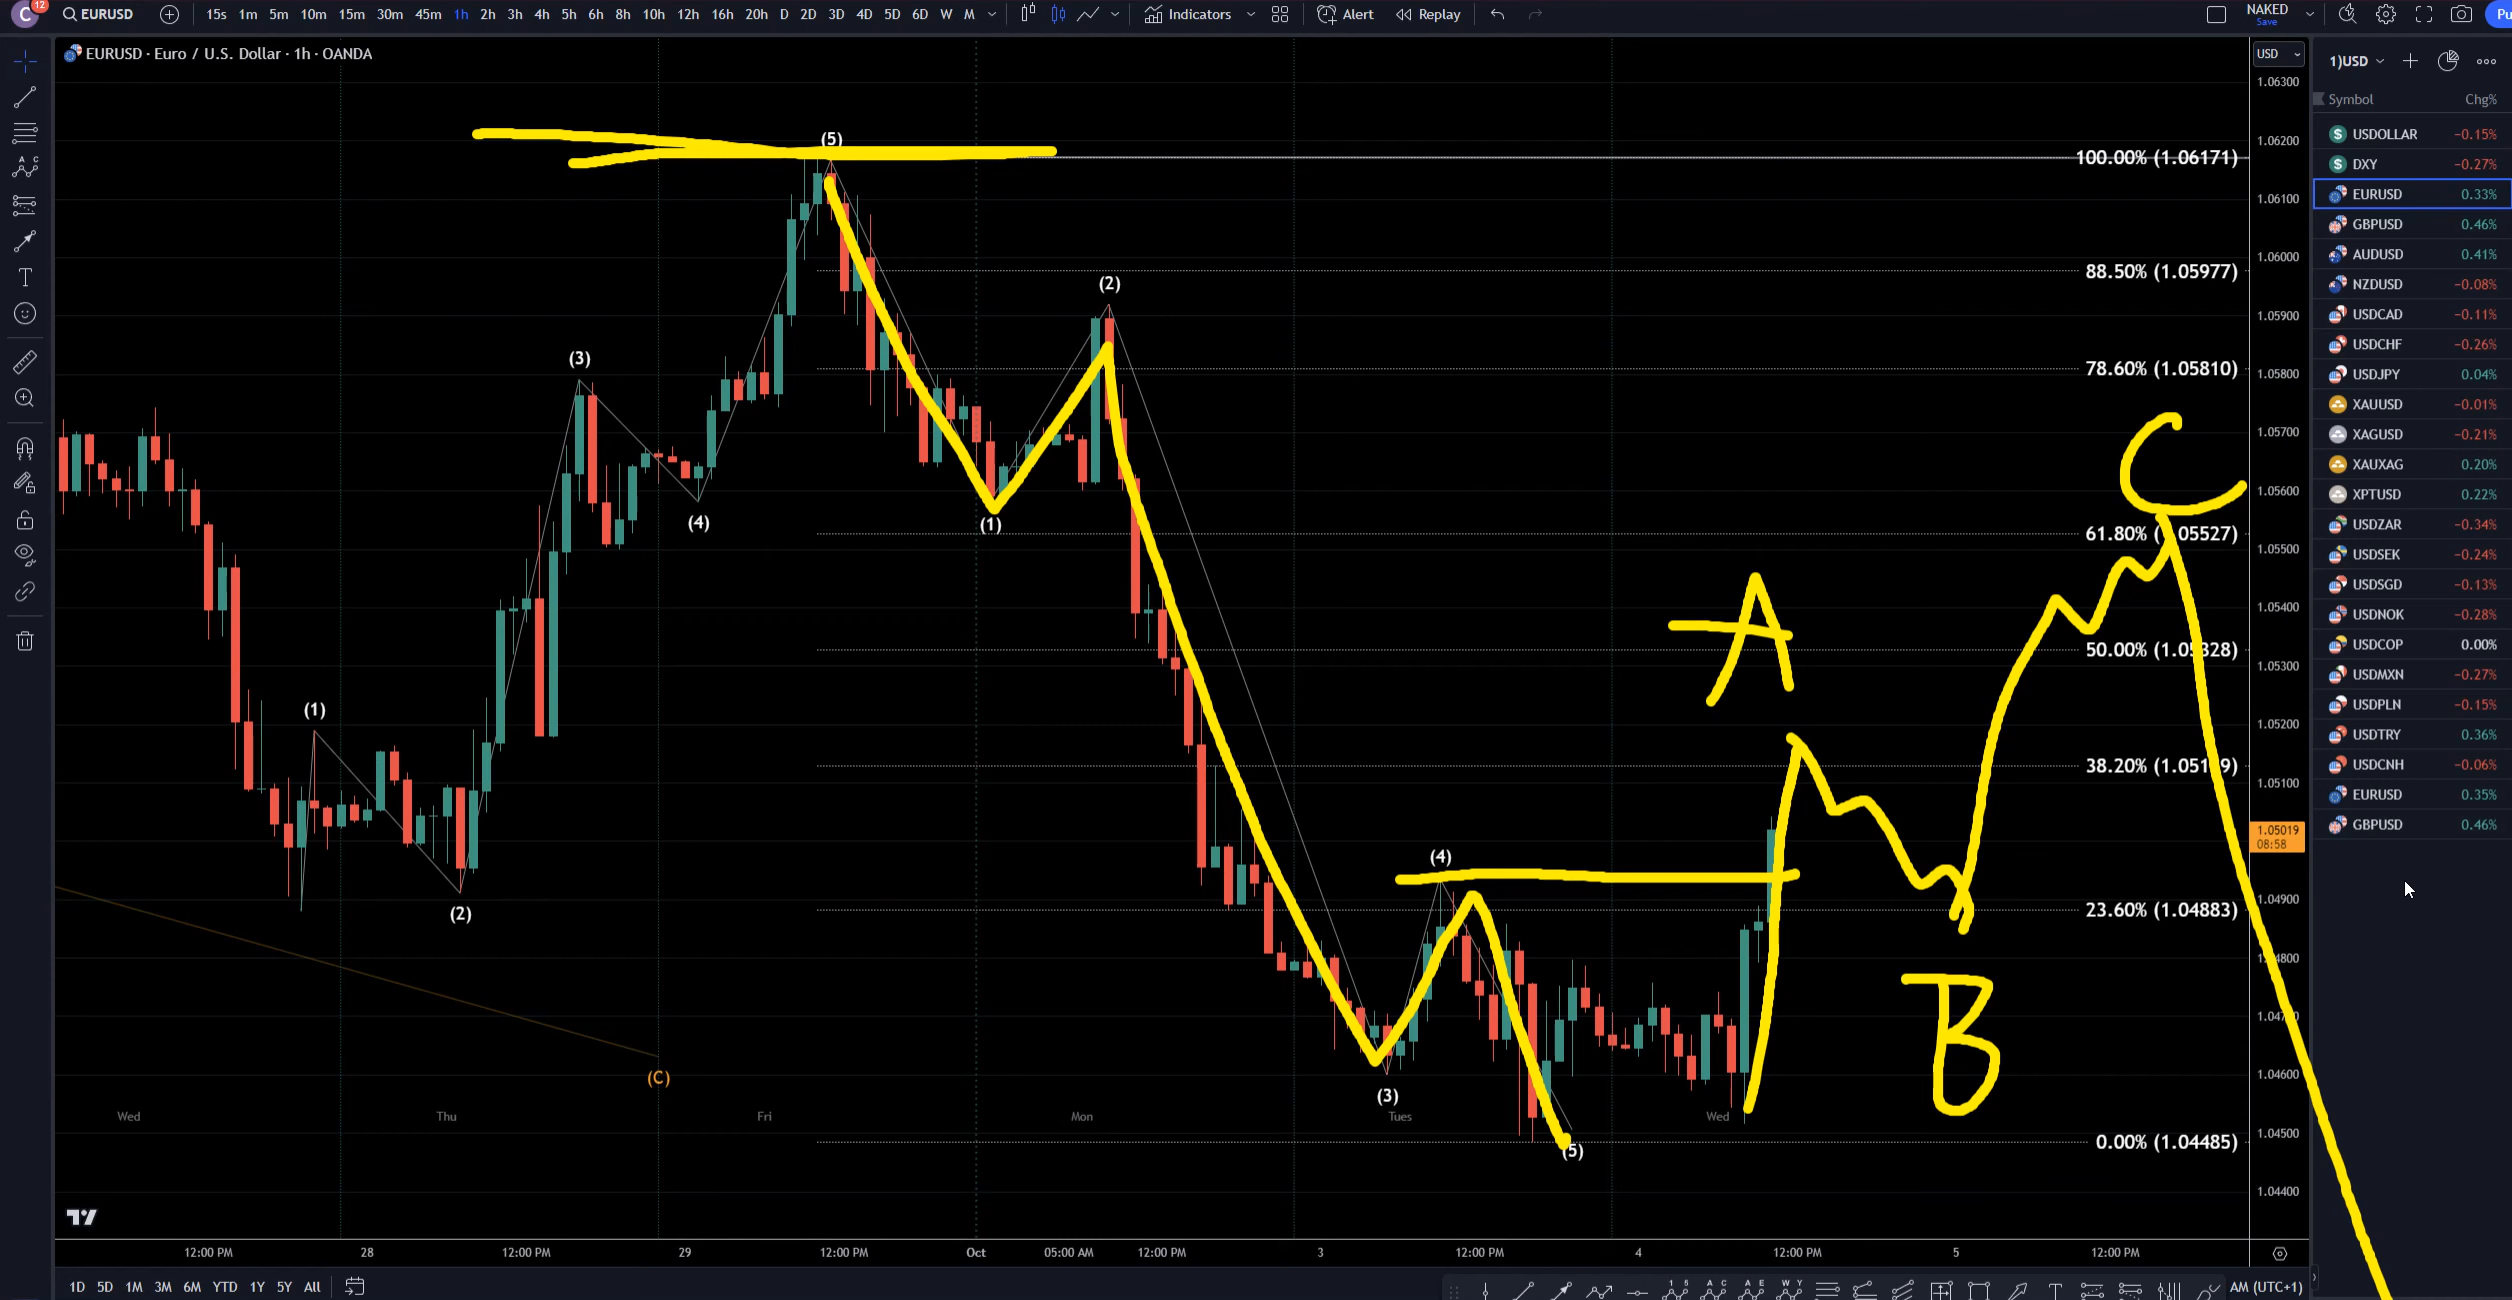 C 12 EURUSD 15s 1m 5m 10m 15m 30m 45m 1h 2h 3h 4h 5h 6h 8h 10h 12h 16h 20h D 2D 3D 4D 5D 6D W M Indicators Alert Replay NAKED Save Pu
EURUSD · Euro / U.S. Dollar · 1h · OANDA
USD
1)USD
Symbol Chg%
USDOLLAR −0.15%
DXY −0.27%
EURUSD 0.33%
GBPUSD 0.46%
AUDUSD 0.41%
NZDUSD −0.08%
USDCAD −0.11%
USDCHF −0.26%
USDJPY 0.04%
XAUUSD −0.01%
XAGUSD −0.21%
XAUXAG 0.20%
XPTUSD 0.22%
USDZAR −0.34%
USDSEK −0.24%
USDSGD −0.13%
USDNOK −0.28%
USDCOP 0.00%
USDMXN −0.27%
USDPLN −0.15%
USDTRY 0.36%
USDCNH −0.06%
EURUSD 0.35%
GBPUSD 0.46%
1.06300
1.06200
1.06100
1.06000
1.05900
1.05800
1.05700
1.05600
1.05500
1.05400
1.05300
1.05200
1.05100
1.05019
08:58
1.04900
1.04600
1.04500
1.04400
100.00% (1.06171)
88.50% (1.05977)
78.60% (1.05810)
61.80% (1.05527)
50.00%
38.20%
23.60% (1.04883)
0.00% (1.04485)
(5)
(2)
(3)
(4)
(1)
(1)
(4)
(2)
(C)
(3)
(5)
A
B
C
Wed Thu Fri Mon Tues Wed
12:00 PM 28 12:00 PM 29 12:00 PM Oct 05:00 AM 12:00 PM 3 12:00 PM 4 12:00 PM 5 12:00 PM
1D 5D 1M 3M 6M YTD 1Y 5Y All AM (UTC+1)